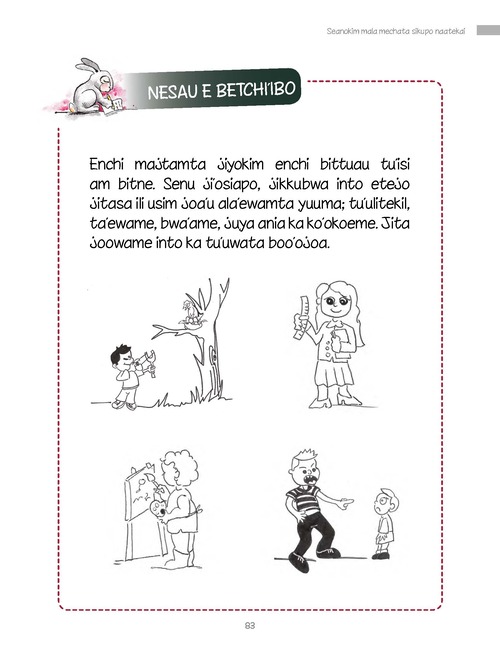 Seanokim mala mechata sikupo naatekai
NESAU E BETCHI'IBO
Enchi majtamta jiyokim enchi bittuau tu'isi
am bitne. Senu ji'osiapo, jikkubwa into etejo
jitasa ili usim joa'u ala'ewamta yuuma; tu'ulitekil,
ta'ewame, bwa'ame, juya ania ka ko'okoeme. Jita
joowame into ka tu'uwata boo'ojoa.
83